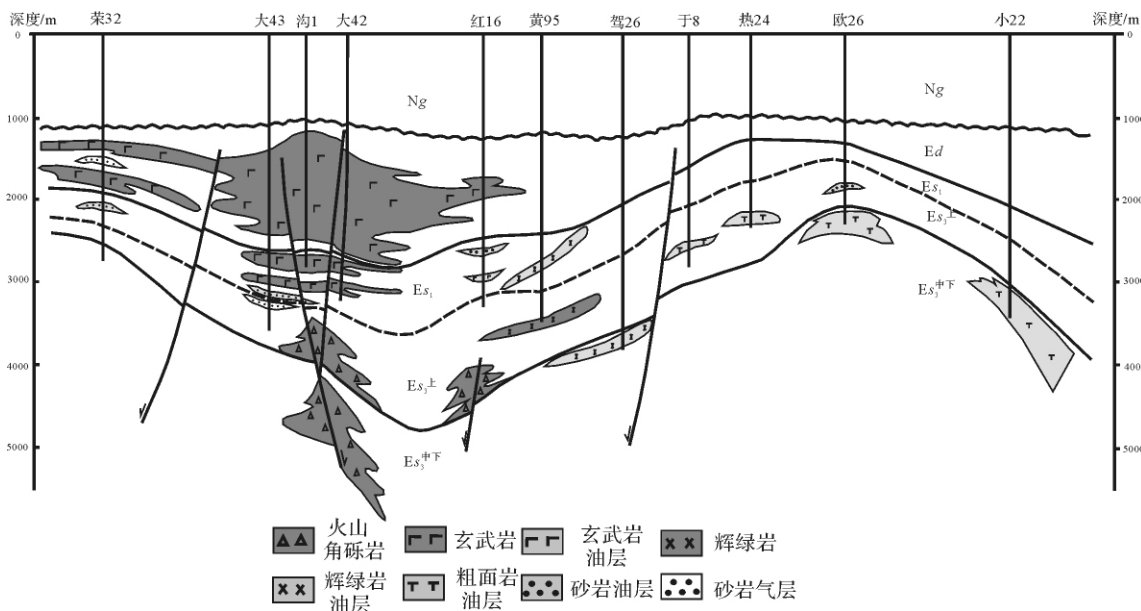 深度/m 荣32 大43 沟1 大42 红16 黄95 驾26 于8 热24 欧26 小22 深度/m
0 0
Ng Ng
1000 1000
Ed
Es₁
2000 2000
Es₃上
3000 Es₁ 3000
Es₃中下
4000 4000
Es₃上
5000 Es₃中下 5000
火山角砾岩 玄武岩 玄武岩油层 辉绿岩
辉绿岩油层 粗面岩油层 砂岩油层 砂岩气层